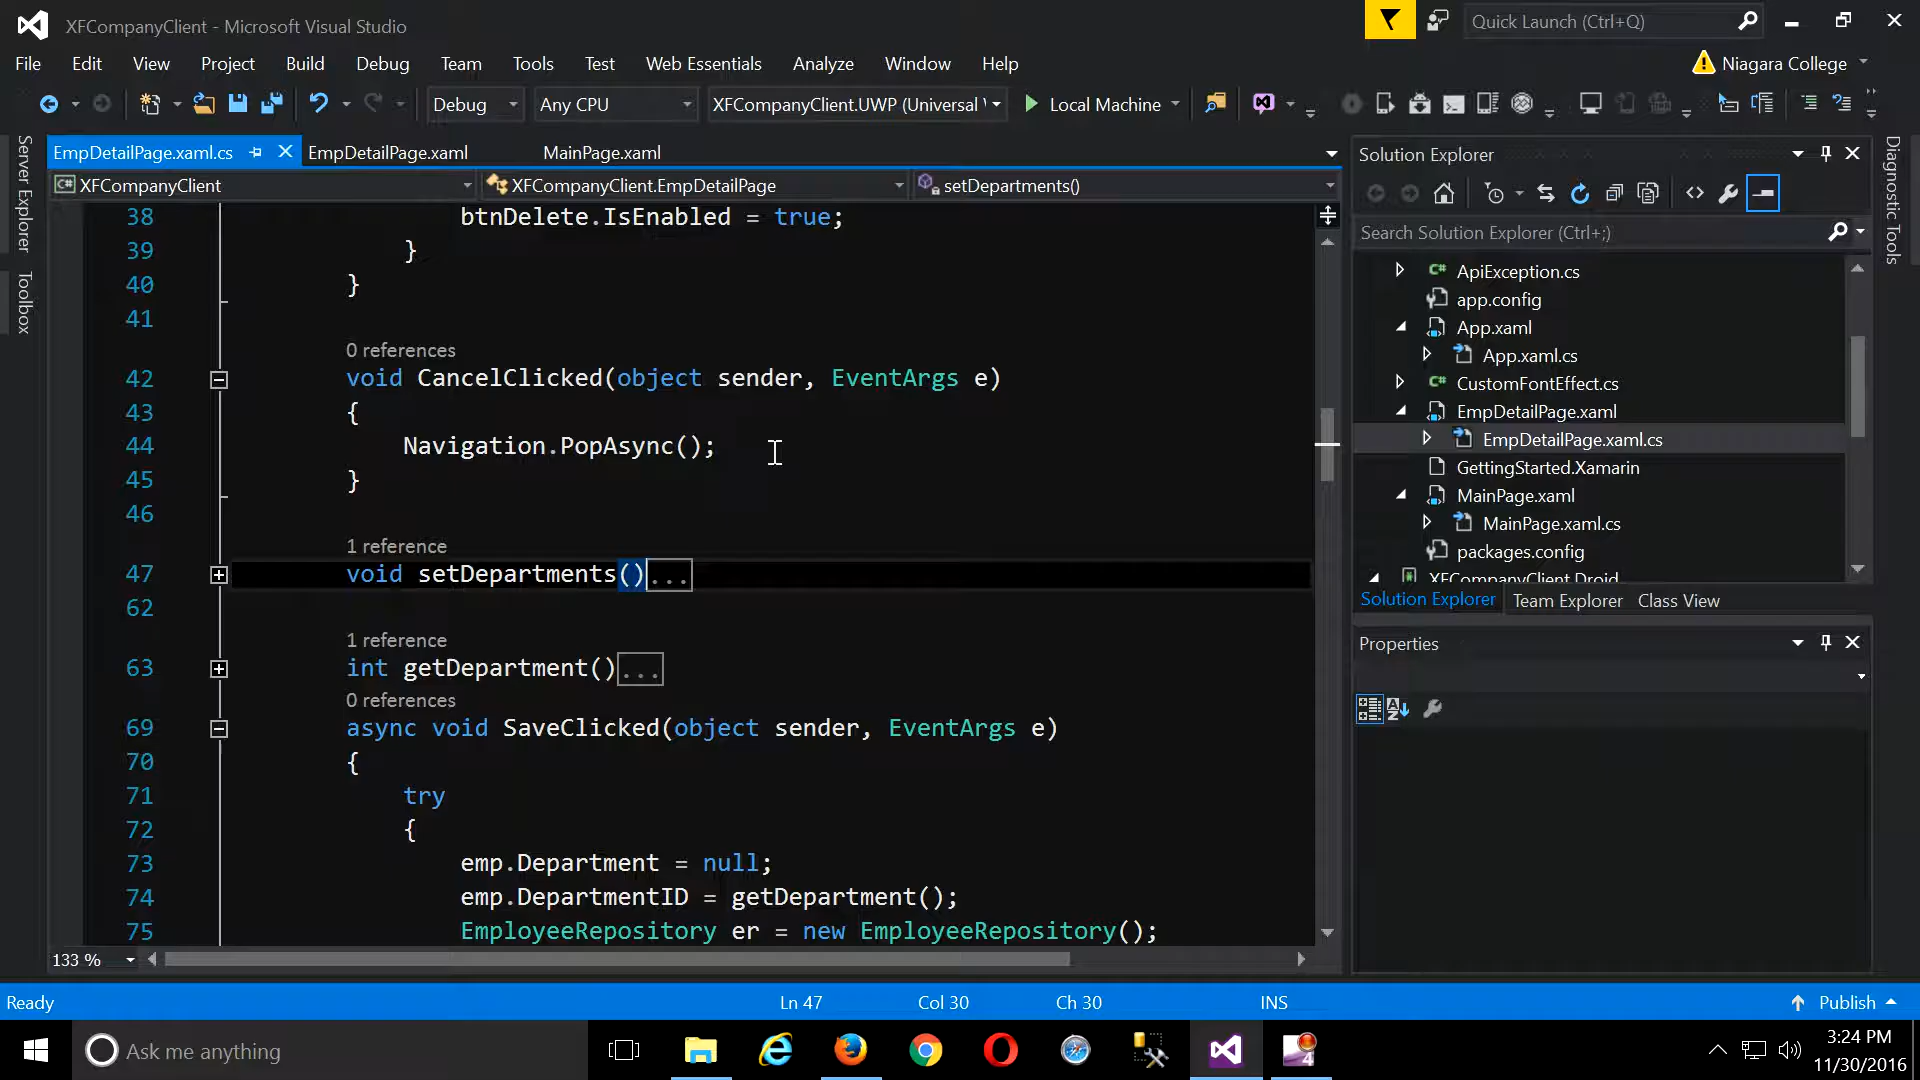 XFCompanyClient - Microsoft Visual Studio
Quick Launch (Ctrl+Q)
File Edit View Project Build Debug Team Tools Test Web Essentials Analyze Window Help
Niagara College
Debug Any CPU XFCompanyClient.UWP (Universal Local Machine
Server Explorer
Toolbox
EmpDetailPage.xaml.cs EmpDetailPage.xaml MainPage.xaml
XFCompanyClient XFCompanyClient.EmpDetailPage setDepartments()
38 btnDelete.IsEnabled = true;
39 }
40 }
41
0 references
42 void CancelClicked(object sender, EventArgs e)
43 {
44 Navigation.PopAsync();
45 }
46
1 reference
47 void setDepartments()...
62
1 reference
63 int getDepartment()...
0 references
69 async void SaveClicked(object sender, EventArgs e)
70 {
71 try
72 {
73 emp.Department = null;
74 emp.DepartmentID = getDepartment();
75 EmployeeRepository er = new EmployeeRepository();
133 %
Solution Explorer
Search Solution Explorer (Ctrl+;)
ApiException.cs
app.config
App.xaml
App.xaml.cs
CustomFontEffect.cs
EmpDetailPage.xaml
EmpDetailPage.xaml.cs
GettingStarted.Xamarin
MainPage.xaml
MainPage.xaml.cs
packages.config
XFCompanyClient.Droid
Solution Explorer Team Explorer Class View
Properties
Diagnostic Tools
Ready Ln 47 Col 30 Ch 30 INS Publish
Ask me anything
3:24 PM
11/30/2016